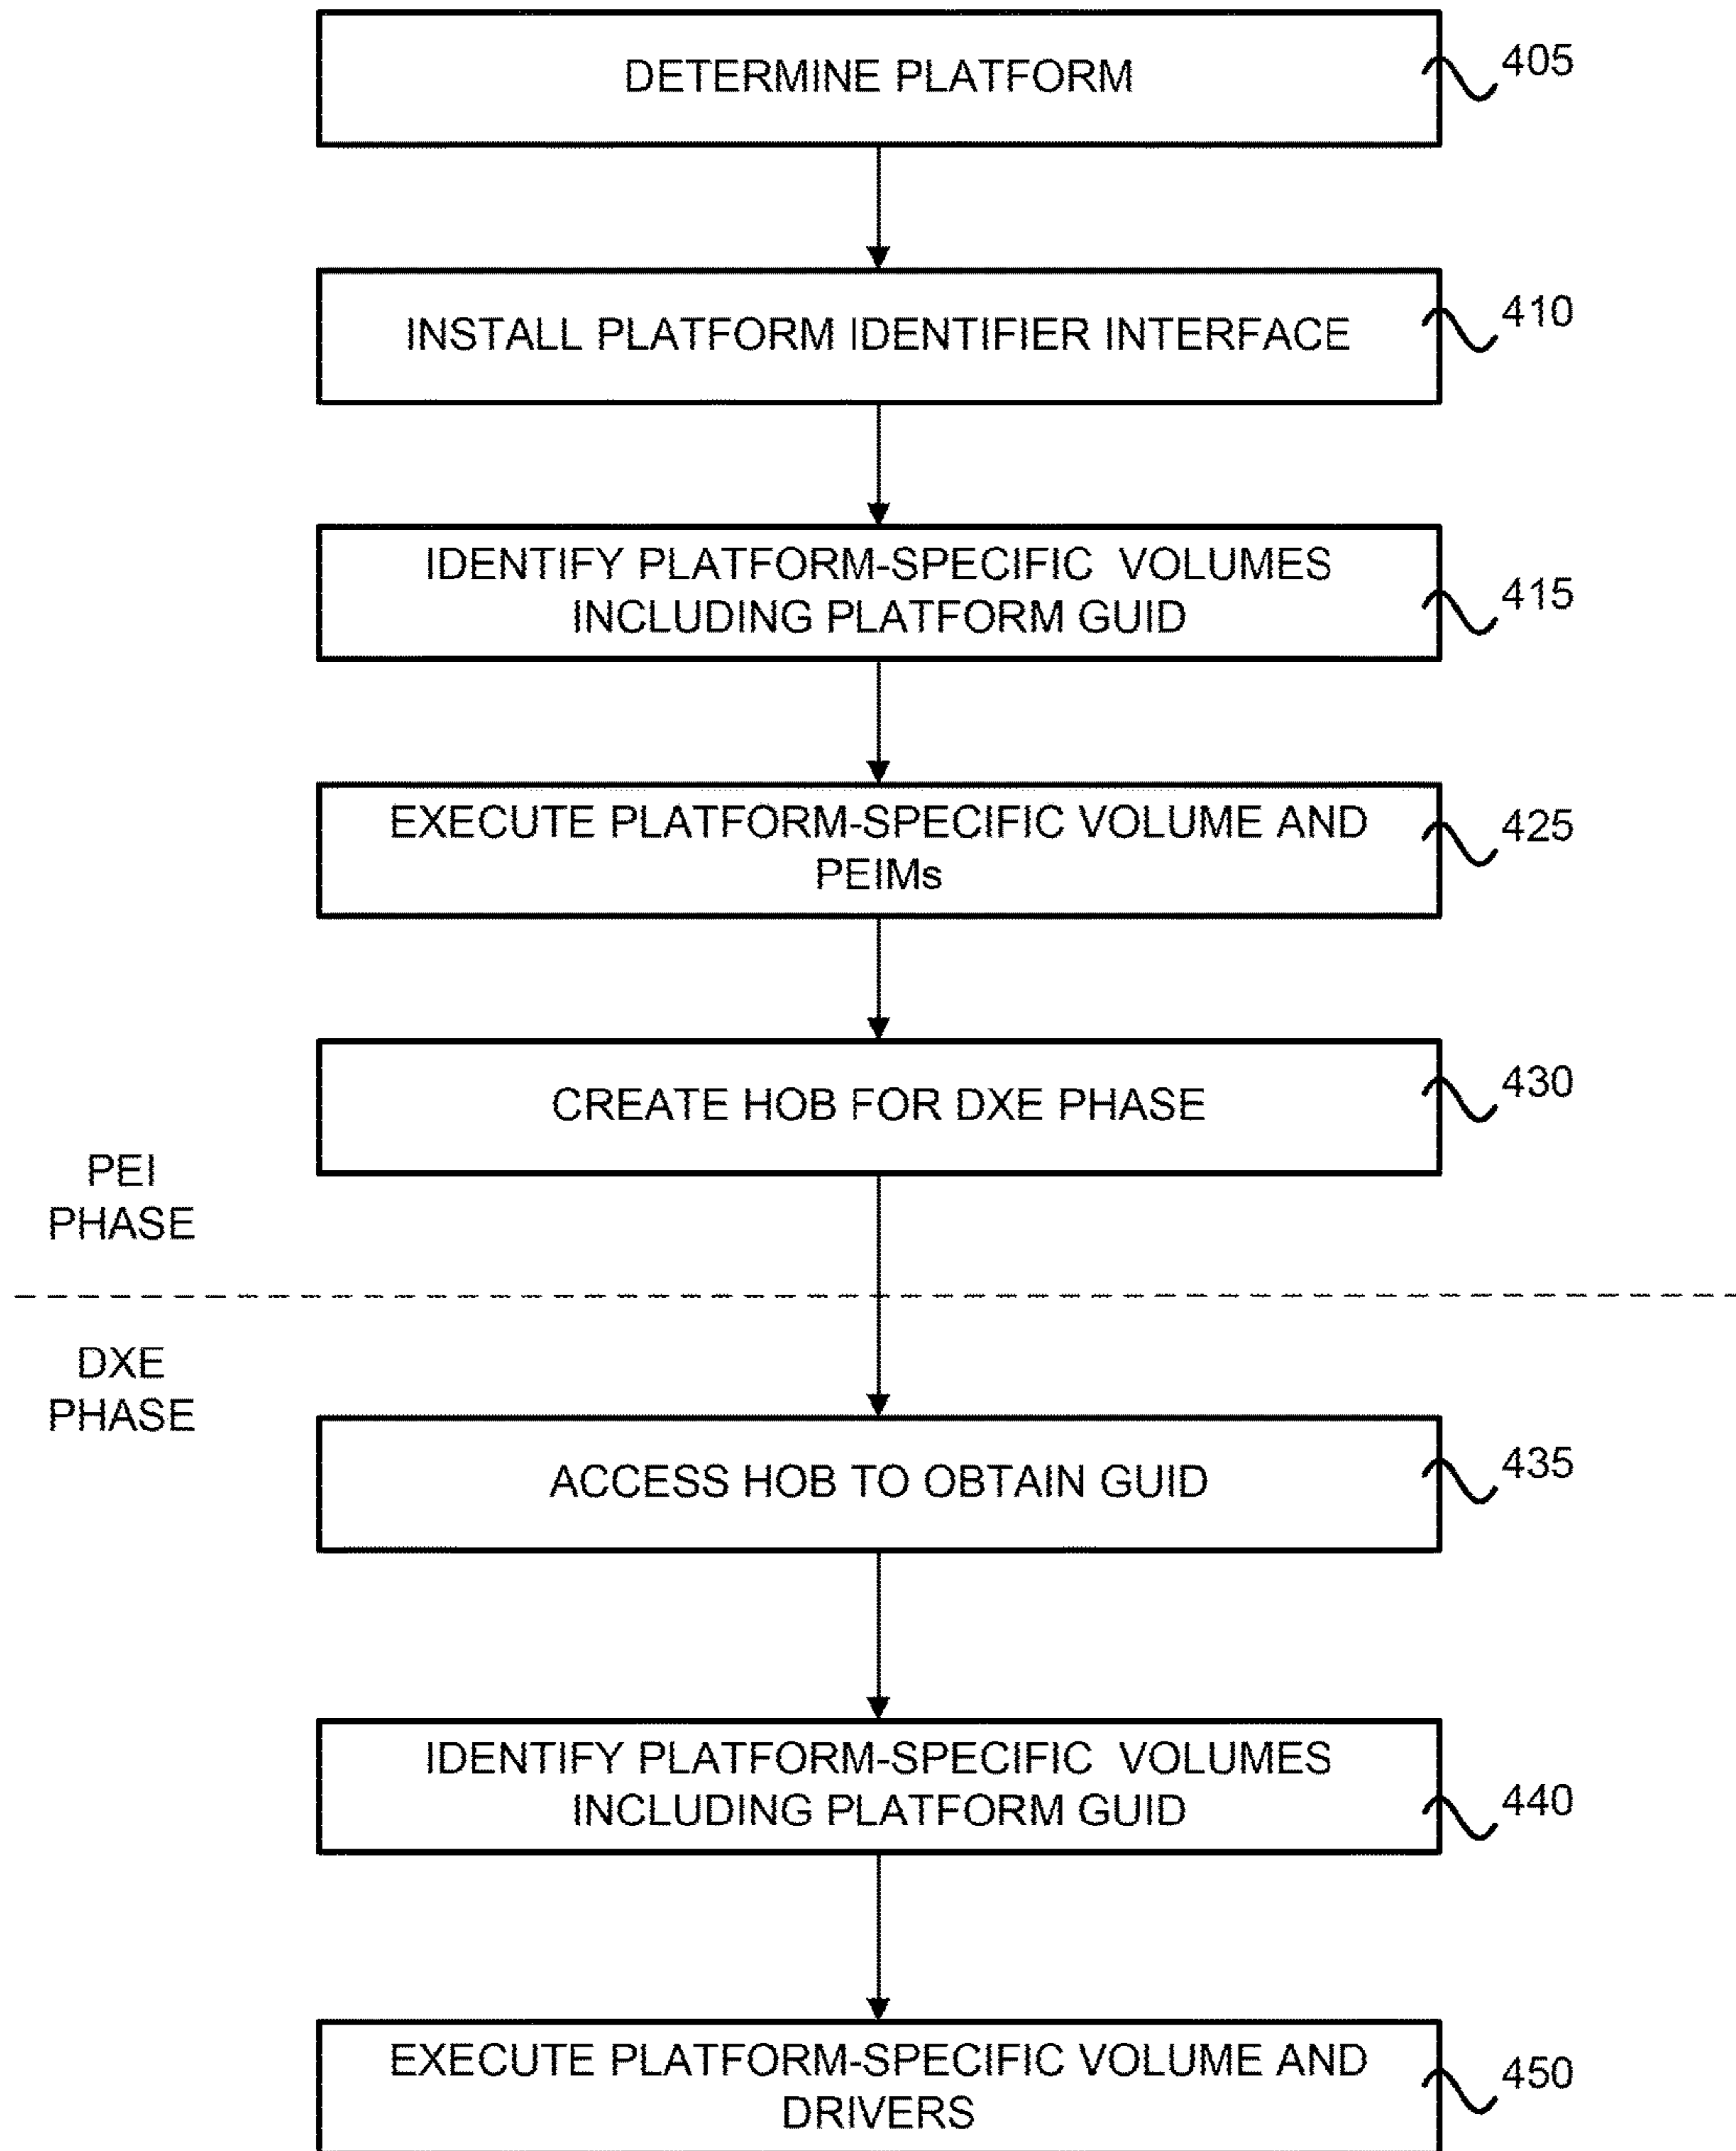 DETERMINE PLATFORM
405
INSTALL PLATFORM IDENTIFIER INTERFACE
410
IDENTIFY PLATFORM-SPECIFIC VOLUMES
INCLUDING PLATFORM GUID
415
EXECUTE PLATFORM-SPECIFIC VOLUME AND
PEIMs
425
CREATE HOB FOR DXE PHASE
430
PEI
PHASE
DXE
PHASE
ACCESS HOB TO OBTAIN GUID
435
IDENTIFY PLATFORM-SPECIFIC VOLUMES
INCLUDING PLATFORM GUID
440
EXECUTE PLATFORM-SPECIFIC VOLUME AND
DRIVERS
450